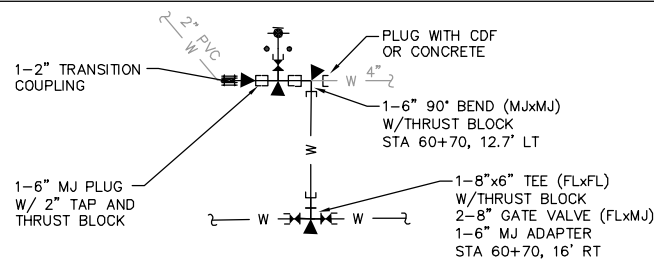 2" PVC
W
PLUG WITH CDF
OR CONCRETE
1-2" TRANSITION
COUPLING
W 4"
1-6" 90° BEND (MJxMJ)
W/THRUST BLOCK
STA 60+70, 12.7' LT
W
1-6" MJ PLUG
W/ 2" TAP AND
THRUST BLOCK
1-8"x6" TEE (FLxFL)
W/THRUST BLOCK
2-8" GATE VALVE (FLxMJ)
1-6" MJ ADAPTER
STA 60+70, 16' RT
W W